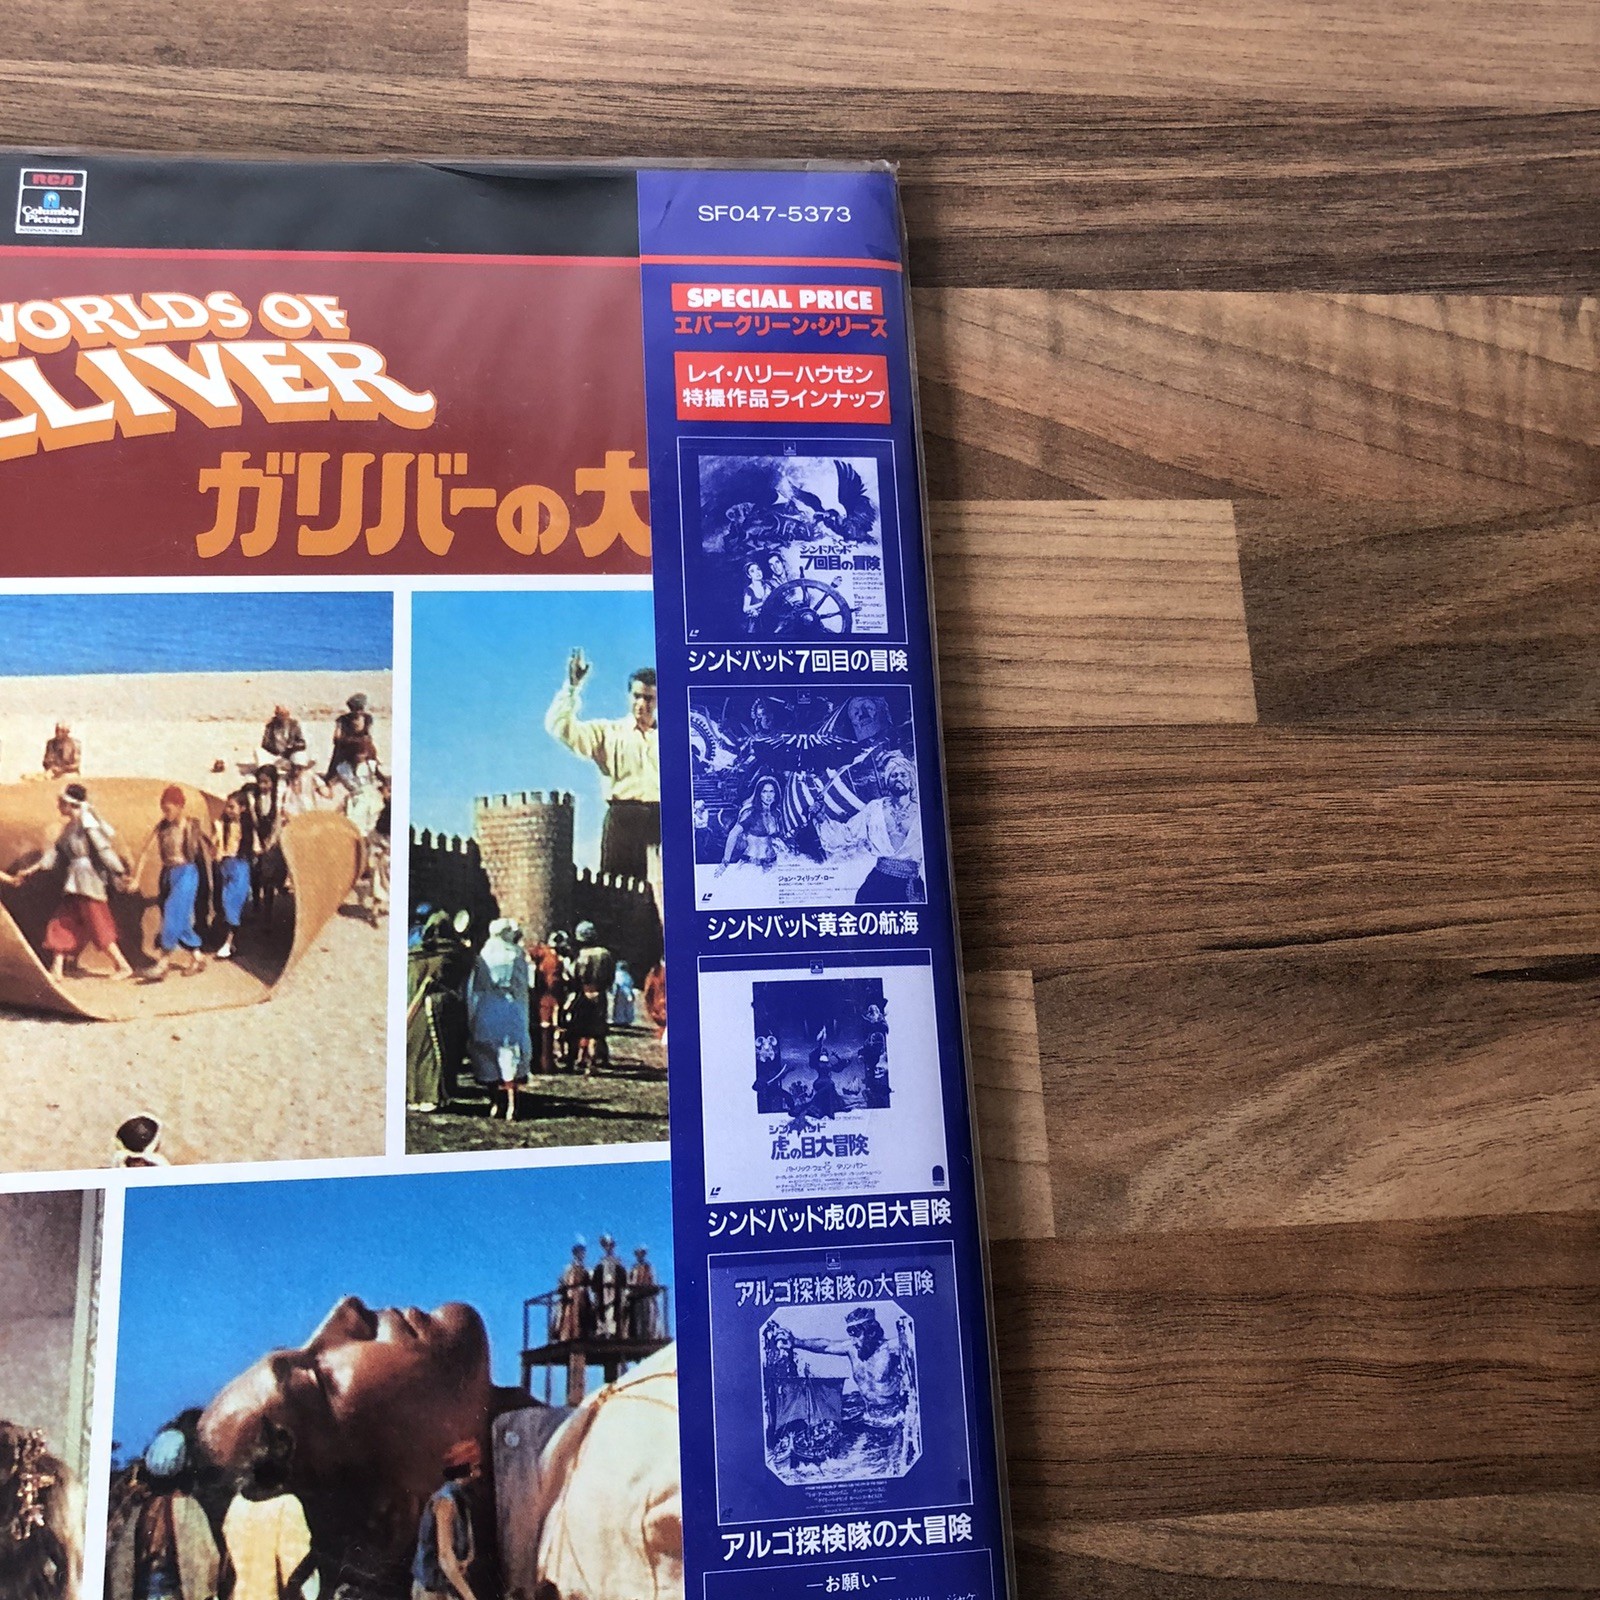 RCA
Columbia
Pictures
INTERNATIONAL VIDEO
WORLDS OF
LLIVER
ガリバーの大
SF047-5373
SPECIAL PRICE
エバーグリーン・シリーズ
レイ・ハリーハウゼン
特撮作品ラインナップ
シンドバッド
7回目の冒険
シンドバッド7回目の冒険
ジョン・フィリップ・ロー
シンドバッド黄金の航海
シンドバッド
虎の目大冒険
シンドバッド虎の目大冒険
アルゴ探検隊の大冒険
アルゴ探検隊の大冒険
—お願い—